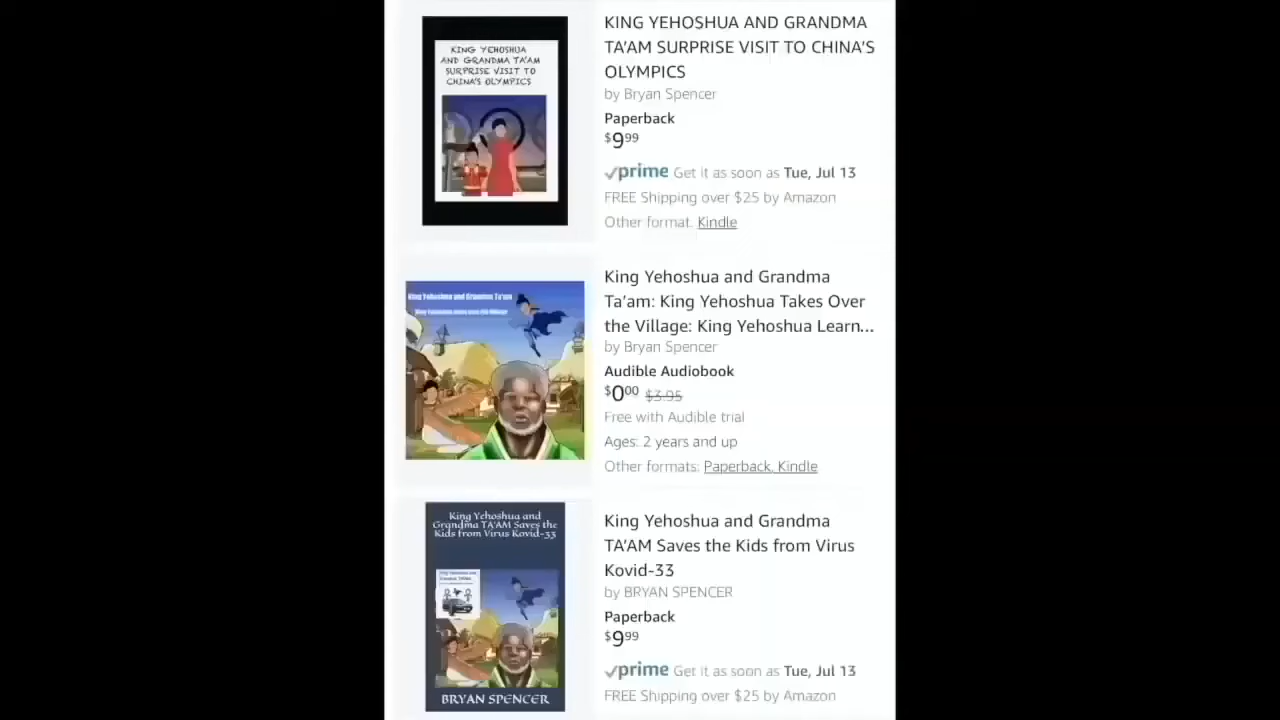 KING YEHOSHUA
AND GRANDMA TA'AM
SURPRISE VISIT TO
CHINA'S OLYMPICS
KING YEHOSHUA AND GRANDMA
TA'AM SURPRISE VISIT TO CHINA'S
OLYMPICS
by Bryan Spencer
Paperback
$9.99
prime Get it as soon as Tue, Jul 13
FREE Shipping over $25 by Amazon
Other format. Kindle
King Yehoshua and Grandma Ta'am
King Yehoshua takes over the Village
King Yehoshua and Grandma
Ta'am: King Yehoshua Takes Over
the Village: King Yehoshua Learn...
by Bryan Spencer
Audible Audiobook
$0.00 $3.95
Free with Audible trial
Ages: 2 years and up
Other formats: Paperback, Kindle
King Yehoshua and
Grandma TA'AM Saves the
Kids from Virus Kovid-33
BRYAN SPENCER
King Yehoshua and Grandma
TA'AM Saves the Kids from Virus
Kovid-33
by BRYAN SPENCER
Paperback
$9.99
prime Get it as soon as Tue, Jul 13
FREE Shipping over $25 by Amazon